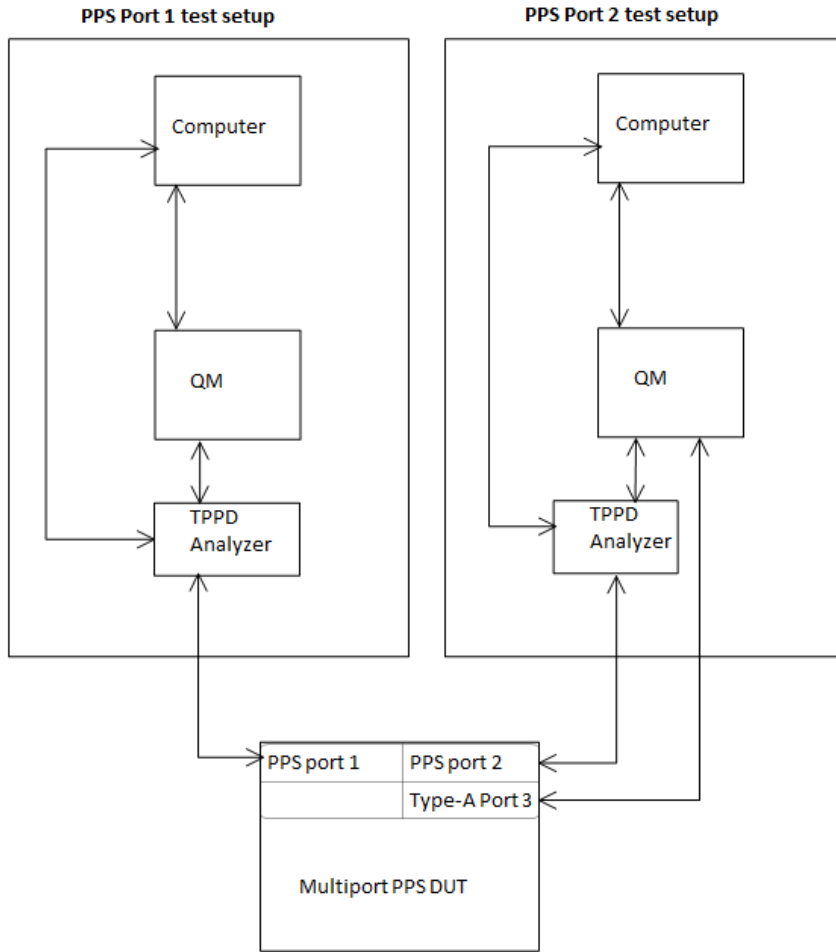 PPS Port 1 test setup
PPS Port 2 test setup
Computer
QM
TPPD
Analyzer
Computer
QM
TPPD
Analyzer
PPS port 1
PPS port 2
Type-A Port 3
Multiport PPS DUT